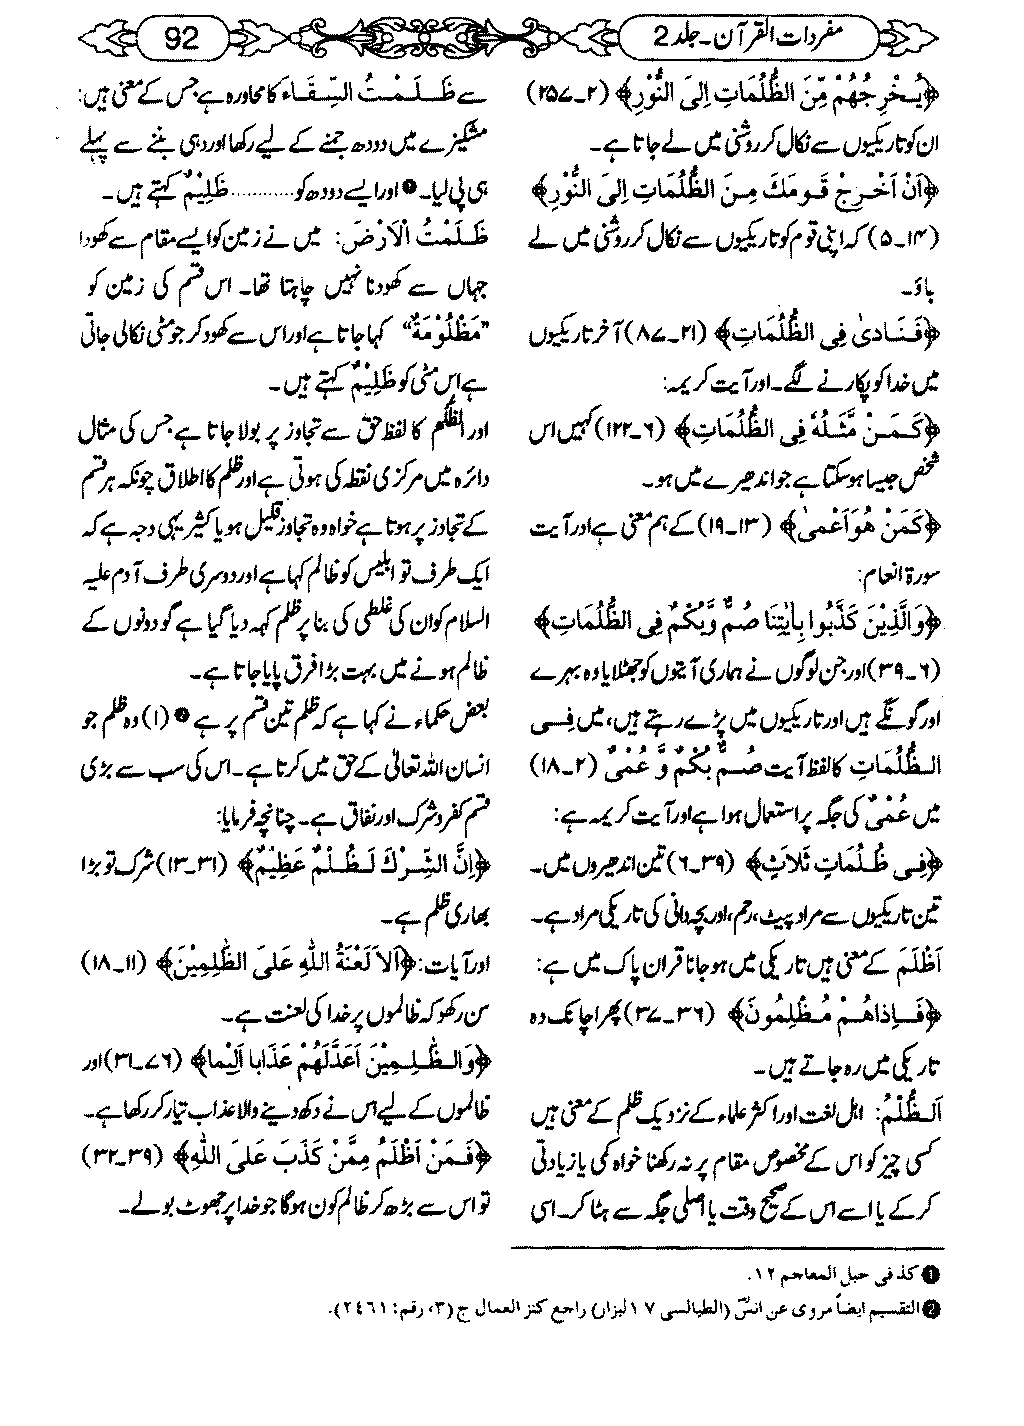 مفردات القرآن۔ جلد 2
92
﴿يُخْرِجُهُمْ مِّنَ الظُّلُمَاتِ اِلَى النُّوْرِ﴾ (۲۔۲۵۷)
ان کو تاریکیوں سے نکال کر روشنی میں لے جاتا ہے۔
﴿اَنْ اَخْرِجْ قَوْمَكَ مِنَ الظُّلُمَاتِ اِلَى النُّوْرِ﴾
(۱۴۔۵) کہ اپنی قوم کو تاریکیوں سے نکال کر روشنی میں لے
جاؤ۔
﴿فَنَادىٰ فِى الظُّلُمَاتِ﴾ (۲۱۔۸۷) آخر تاریکیوں
میں خدا کو پکارنے لگے۔ اور آیت کریمہ:
﴿كَمَنْ مَّثَلُهٗ فِى الظُّلُمَاتِ﴾ (۶۔۱۲۲) کہیں اس
شخص جیسا ہو سکتا ہے جو اندھیرے میں ہو۔
﴿كَمَنْ هُوَ اَعْمىٰ﴾ (۱۳۔۱۹) کے ہم معنی ہے اور آیت
سورۃ انعام:
﴿وَالَّذِيْنَ كَذَّبُوا بِاٰيٰتِنَا صُمٌّ وَّبُكْمٌ فِى الظُّلُمَاتِ﴾
(۶۔۳۹) اور جن لوگوں نے ہماری آیتوں کو جھٹلایا وہ بہرے
اور گونگے ہیں اور تاریکیوں میں پڑے رہتے ہیں، میں فِى
الظُّلُمَاتِ کا لفظ آیت صُمٌّ بُكْمٌ وَّ عُمْىٌ (۲۔۱۸)
میں عُمْىٌ کی جگہ پر استعمال ہوا ہے اور آیت کریمہ ہے:
﴿فِى ظُلُمَاتٍ ثَلَاثٍ﴾ (۳۹۔۶) تین اندھیروں میں۔
تین تاریکیوں سے مراد پیٹ، رحم، اور بچہ دانی کی تاریکی مراد ہے۔
اَظْلَمَ کے معنی ہیں تاریکی میں ہو جانا قران پاک میں ہے:
﴿فَاِذَاهُمْ مُظْلِمُونَ﴾ (۳۶۔۳۷) پھر اچانک وہ
تاریکی میں رہ جاتے ہیں۔
اَلظُّلْمُ: اہل لغت اور اکثر علماء کے نزدیک ظلم کے معنی ہیں
کسی چیز کو اس کے مخصوص مقام پر نہ رکھنا خواہ کمی یا زیادتی
کر کے یا اسے اس کے صحیح وقت یا اصلی جگہ سے ہٹا کر۔ اسی
سے ظَلَمْتُ السِّقَاءَ کا محاورہ ہے جس کے معنی ہیں:
مشکیزے میں دودھ جمنے کے لیے رکھا اور دہی بننے سے پہلے
ہی پی لیا۔ ❶ اور ایسے دودھ کو .......... ظَلِيْمٌ کہتے ہیں۔
ظَلَمْتُ الْاَرْضَ: میں نے زمین کو ایسے مقام سے کھودا
جہاں سے کھودنا نہیں چاہتا تھا۔ اس قسم کی زمین کو
”مَظْلُوْمَةٌ“ کہا جاتا ہے اور اس سے کھود کر جو مٹی نکالی جاتی
ہے اس مٹی کو ظَلِيْمٌ کہتے ہیں۔
اور اَلظُّلْم کا لفظ حق سے تجاوز پر بولا جاتا ہے جس کی مثال
دائرہ میں مرکزی نقطہ کی ہوتی ہے اور ظلم کا اطلاق چونکہ ہر قسم
کے تجاوز پر ہوتا ہے خواہ وہ تجاوز قلیل ہو یا کثیر یہی وجہ ہے کہ
ایک طرف تو ابلیس کو ظالم کہا ہے اور دوسری طرف آدم علیہ
السلام کو ان کی غلطی کی بنا پر ظلم کہہ دیا گیا ہے گو دونوں کے
ظالم ہونے میں بہت بڑا فرق پایا جاتا ہے۔
بعض حکماء نے کہا ہے کہ ظلم تین قسم پر ہے ❷ (۱) وہ ظلم جو
انسان اللہ تعالیٰ کے حق میں کرتا ہے۔ اس کی سب سے بڑی
قسم کفر و شرک اور نفاق ہے۔ چنانچہ فرمایا:
﴿اِنَّ الشِّرْكَ لَظُلْمٌ عَظِيْمٌ﴾ (۳۱۔۱۳) شرک تو بڑا
بھاری ظلم ہے۔
اور آیات: ﴿اَلَا لَعْنَةُ اللّٰهِ عَلَى الظّٰلِمِيْنَ﴾ (۱۱۔۱۸)
سن رکھو کہ ظالموں پر خدا کی لعنت ہے۔
﴿وَالظّٰلِمِيْنَ اَعَدَّلَهُمْ عَذَابًا اَلِيْمًا﴾ (۷۶۔۳۱) اور
ظالموں کے لیے اس نے دکھ دینے والا عذاب تیار کر رکھا ہے۔
﴿فَمَنْ اَظْلَمُ مِمَّنْ كَذَبَ عَلَى اللّٰهِ﴾ (۳۹۔۳۲)
تو اس سے بڑھ کر ظالم کون ہوگا جو خدا پر جھوٹ بولے۔
❶ كذ فى حبل المعاجم ۱۲.
❷ التقسيم ايضاً مروى عن انسؓ (الطيالسى ۱۷ لبزار) راجع كنز العمال ج (۳، رقم: ۲۴۶۱).